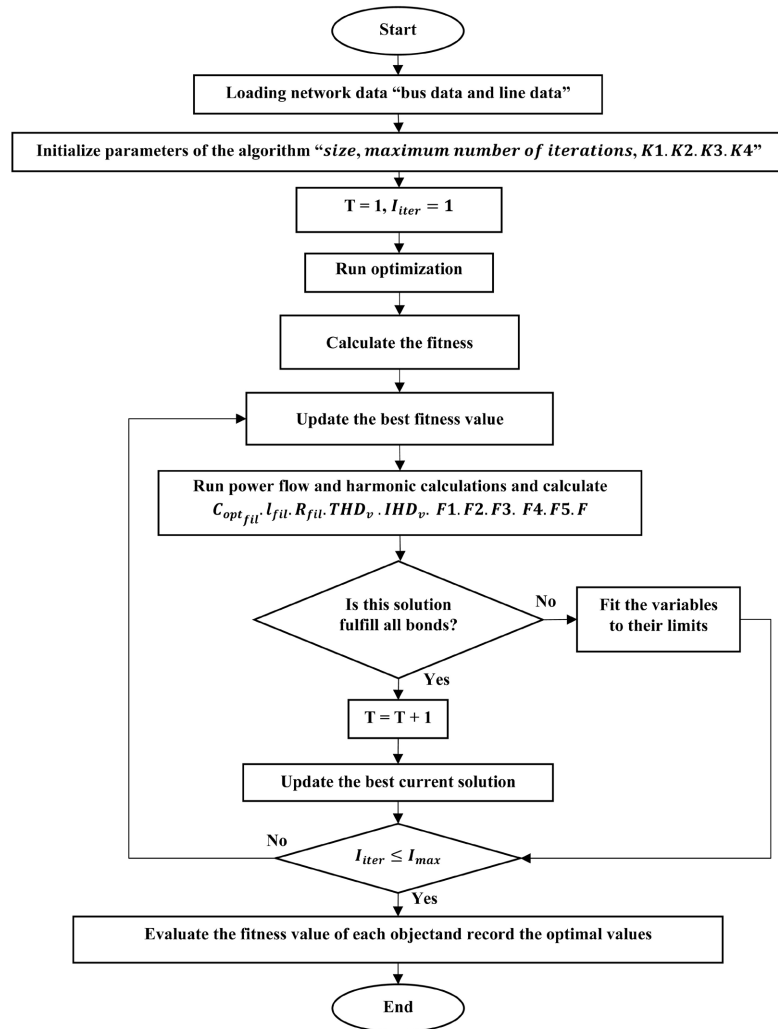 Start
Loading network data “bus data and line data”
Initialize parameters of the algorithm “size, maximum number of iterations, K1. K2. K3. K4”
T = 1, I_iter = 1
Run optimization
Calculate the fitness
Update the best fitness value
Run power flow and harmonic calculations and calculate
C_opt_fil. l_fil. R_fil. THD_v. IHD_v. F1. F2. F3. F4. F5. F
Is this solution
fulfill all bonds?
No
Fit the variables
to their limits
Yes
T = T + 1
Update the best current solution
No
I_iter ≤ I_max
Yes
Evaluate the fitness value of each objectand record the optimal values
End